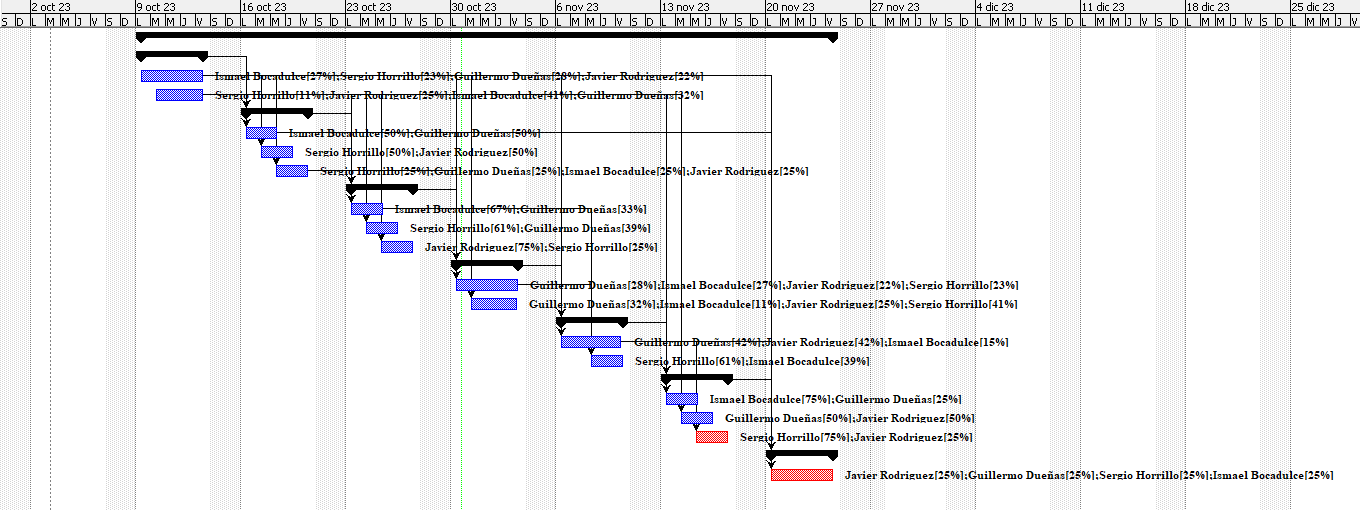 2 oct 23 9 oct 23 16 oct 23 23 oct 23 30 oct 23 6 nov 23 13 nov 23 20 nov 23 27 nov 23 4 dic 23 11 dic 23 18 dic 23 25 dic 23
S D L M M J V S D L M M J V S D L M M J V S D L M M J V S D L M M J V S D L M M J V S D L M M J V S D L M M J V S D L M M J V S D L M M J V S D L M M J V S D L M M J V S D L M M J V
Ismael Bocadulce[27%];Sergio Horrillo[23%];Guillermo Dueñas[28%];Javier Rodriguez[22%]
Sergio Horrillo[11%];Javier Rodriguez[25%];Ismael Bocadulce[41%];Guillermo Dueñas[32%]
Ismael Bocadulce[50%];Guillermo Dueñas[50%]
Sergio Horrillo[50%];Javier Rodriguez[50%]
Sergio Horrillo[25%];Guillermo Dueñas[25%];Ismael Bocadulce[25%];Javier Rodriguez[25%]
Ismael Bocadulce[67%];Guillermo Dueñas[33%]
Sergio Horrillo[61%];Guillermo Dueñas[39%]
Javier Rodriguez[75%];Sergio Horrillo[25%]
Guillermo Dueñas[28%];Ismael Bocadulce[27%];Javier Rodriguez[22%];Sergio Horrillo[23%]
Guillermo Dueñas[32%];Ismael Bocadulce[11%];Javier Rodriguez[25%];Sergio Horrillo[41%]
Guillermo Dueñas[42%];Javier Rodriguez[42%];Ismael Bocadulce[15%]
Sergio Horrillo[61%];Ismael Bocadulce[39%]
Ismael Bocadulce[75%];Guillermo Dueñas[25%]
Guillermo Dueñas[50%];Javier Rodriguez[50%]
Sergio Horrillo[75%];Javier Rodriguez[25%]
Javier Rodriguez[25%];Guillermo Dueñas[25%];Sergio Horrillo[25%];Ismael Bocadulce[25%]